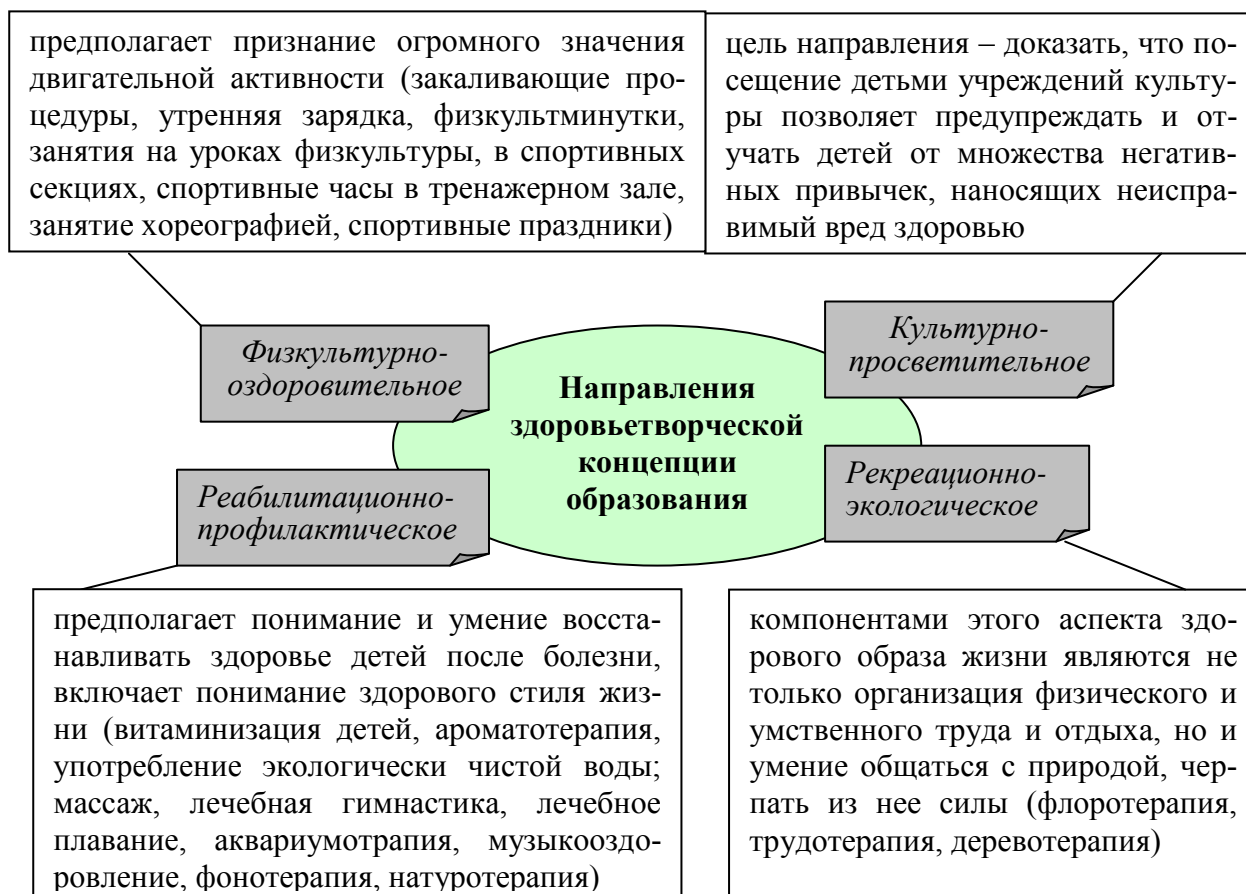 предполагает признание огромного значения
двигательной активности (закаливающие про-
цедуры, утренняя зарядка, физкультминутки,
занятия на уроках физкультуры, в спортивных
секциях, спортивные часы в тренажерном зале,
занятие хореографией, спортивные праздники)
цель направления – доказать, что по-
сещение детьми учреждений культу-
ры позволяет предупреждать и от-
учать детей от множества негатив-
ных привычек, наносящих неиспра-
вимый вред здоровью
Физкультурно-
оздоровительное
Культурно-
просветительное
Направления
здоровьетворческой
концепции
образования
Реабилитационно-
профилактическое
Рекреационно-
экологическое
предполагает понимание и умение восста-
навливать здоровье детей после болезни,
включает понимание здорового стиля жиз-
ни (витаминизация детей, ароматотерапия,
употребление экологически чистой воды;
массаж, лечебная гимнастика, лечебное
плавание, аквариумотрапия, музыкооздо-
ровление, фонотерапия, натуротерапия)
компонентами этого аспекта здо-
рового образа жизни являются не
только организация физического и
умственного труда и отдыха, но и
умение общаться с природой, чер-
пать из нее силы (флоротерапия,
трудотерапия, деревотерапия)